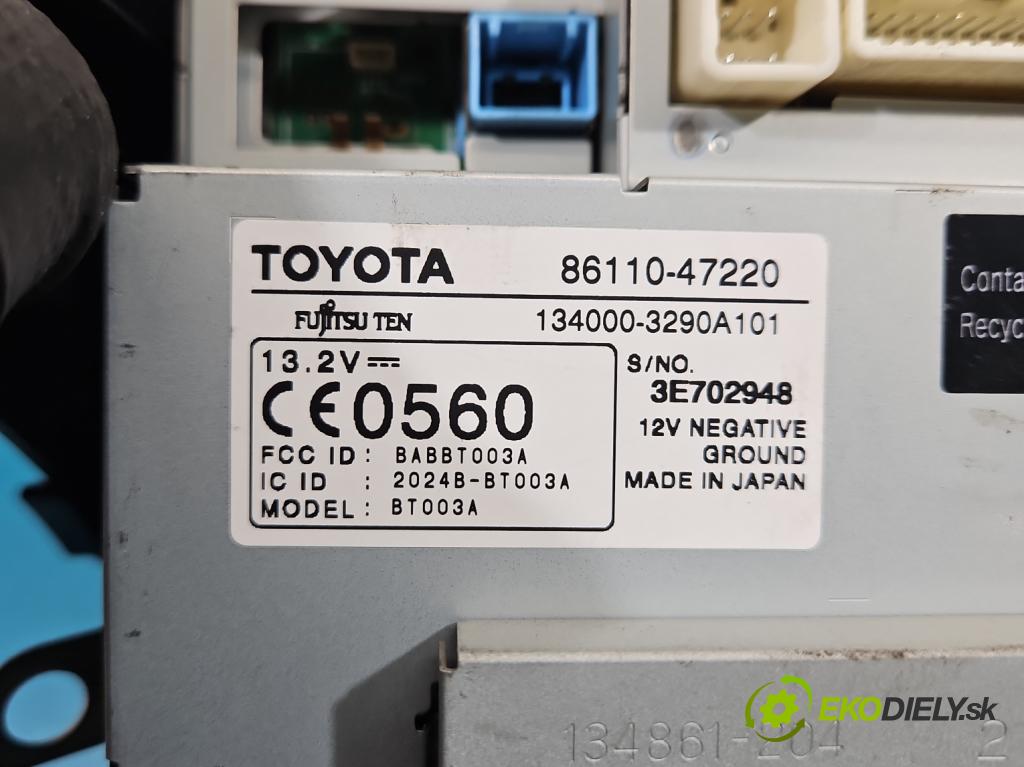 TOYOTA 86110-47220
FUJITSU TEN 134000-3290A101
13.2V
CE0560
FCC ID : BABBT003A
IC ID : 2024B-BT003A
MODEL : BT003A
S/NO.
3E702948
12V NEGATIVE
GROUND
MADE IN JAPAN
Conta
Recyc
134861-204 2
EKODIELY.sk